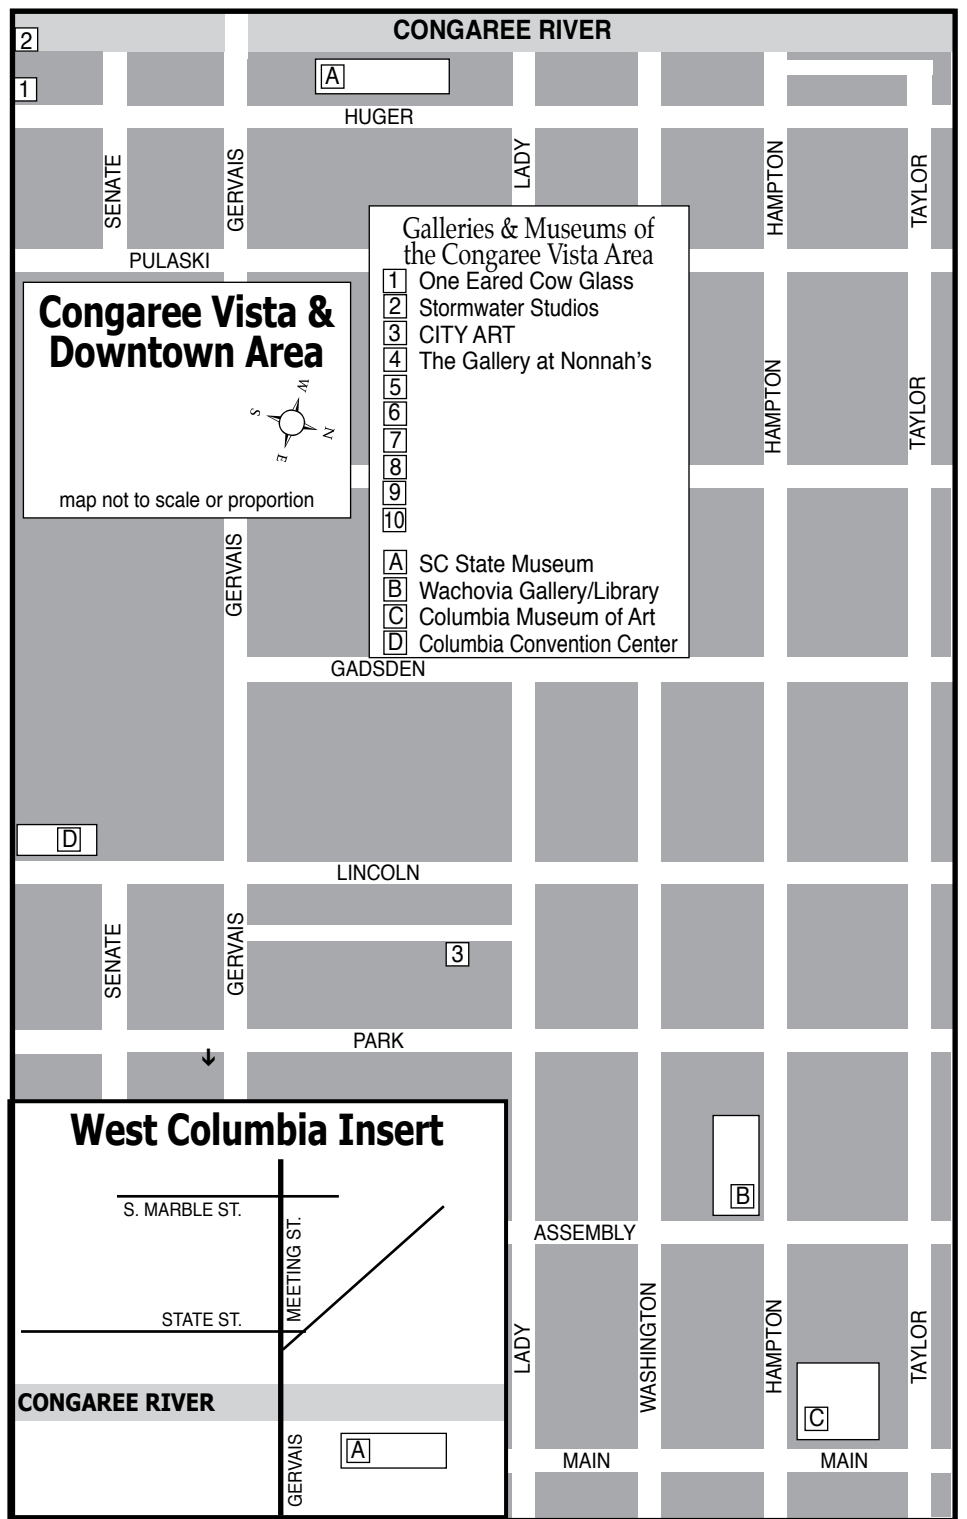 CONGAREE RIVER
2
1
A
HUGER
SENATE
GERVAIS
LADY
HAMPTON
TAYLOR
PULASKI
Galleries & Museums of
the Congaree Vista Area
1 One Eared Cow Glass
2 Stormwater Studios
3 CITY ART
4 The Gallery at Nonnah's
5
6
7
8
9
10
A SC State Museum
B Wachovia Gallery/Library
C Columbia Museum of Art
D Columbia Convention Center
Congaree Vista &
Downtown Area
W
S
N
E
map not to scale or proportion
HAMPTON
TAYLOR
GERVAIS
GADSDEN
D
LINCOLN
SENATE
GERVAIS
3
PARK
West Columbia Insert
S. MARBLE ST.
MEETING ST.
STATE ST.
CONGAREE RIVER
GERVAIS
A
B
ASSEMBLY
LADY
WASHINGTON
HAMPTON
TAYLOR
C
MAIN
MAIN